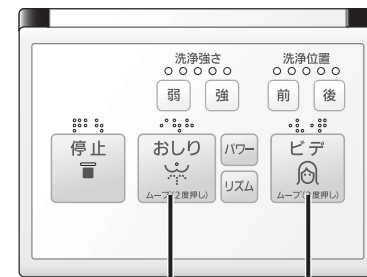 洗浄強さ
洗浄位置
弱
強
前
後
停止
おしり
パワー
リズム
ビデ
ムーブ(2度押し)
ムーブ(2度押し)